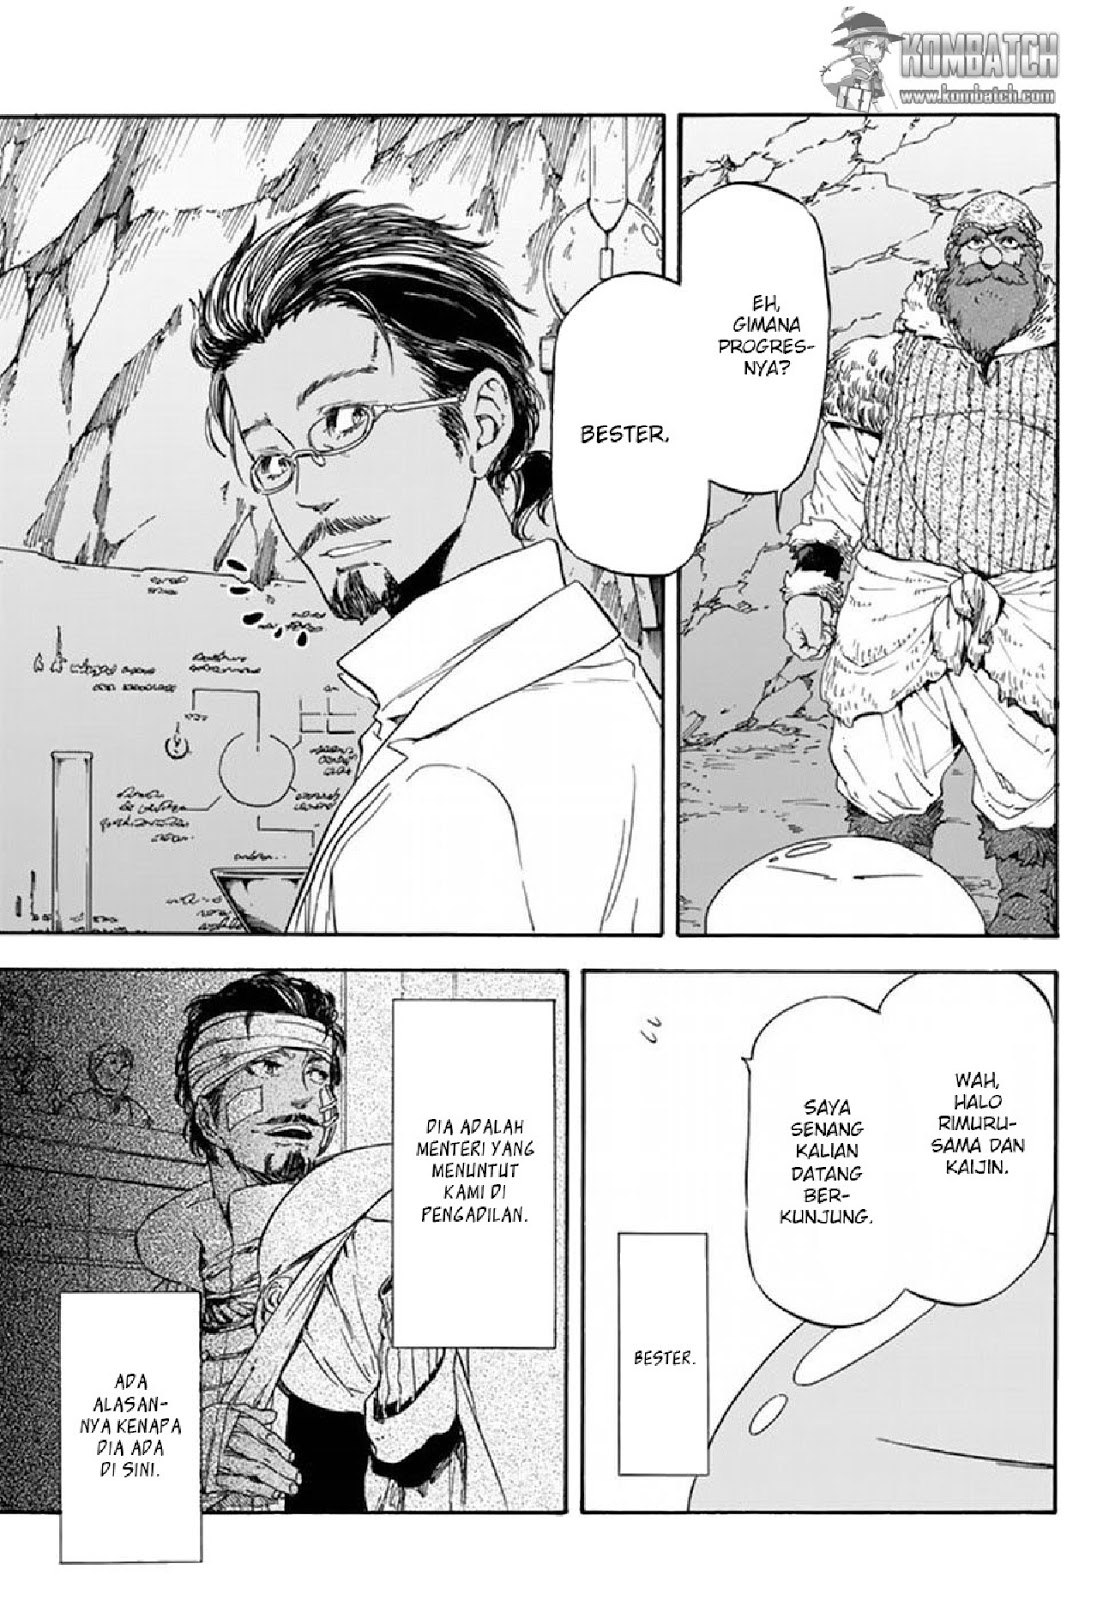 KOMBATCH
www.kombatch.com
EH,
GIMANA
PROGRES-
NYA?
BESTER.
WAH,
HALO
RIMURU-
SAMA DAN
KAIJIN.
SAYA
SENANG
KALIAN
DATANG
BER-
KUNJUNG.
BESTER.
DIA ADALAH
MENTERI YANG
MENUNTUT
KAMI DI
PENGADILAN.
ADA
ALASAN-
NYA KENAPA
DIA ADA
DI SINI.